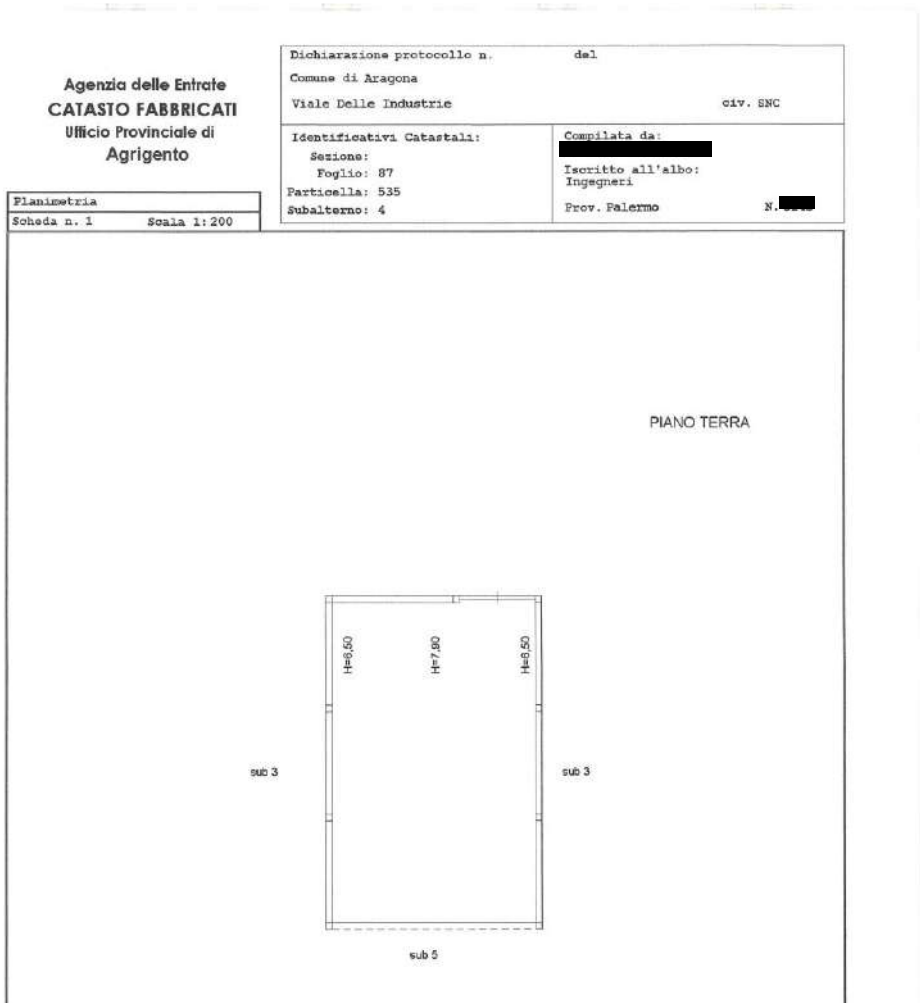 Agenzia delle Entrate
CATASTO FABBRICATI
Ufficio Provinciale di
Agrigento
Dichiarazione protocollo n. del
Comune di Aragona
Viale Delle Industrie civ. SNC
Identificativi Catastali:
Sezione:
Foglio: 87
Particella: 535
Subalterno: 4
Compilata da:
Iscritto all'albo:
Ingegneri
Prov. Palermo N.
Planimetria
Scheda n. 1 Scala 1:200
PIANO TERRA
H=6,50
H=7,90
H=6,50
sub 3
sub 3
sub 5